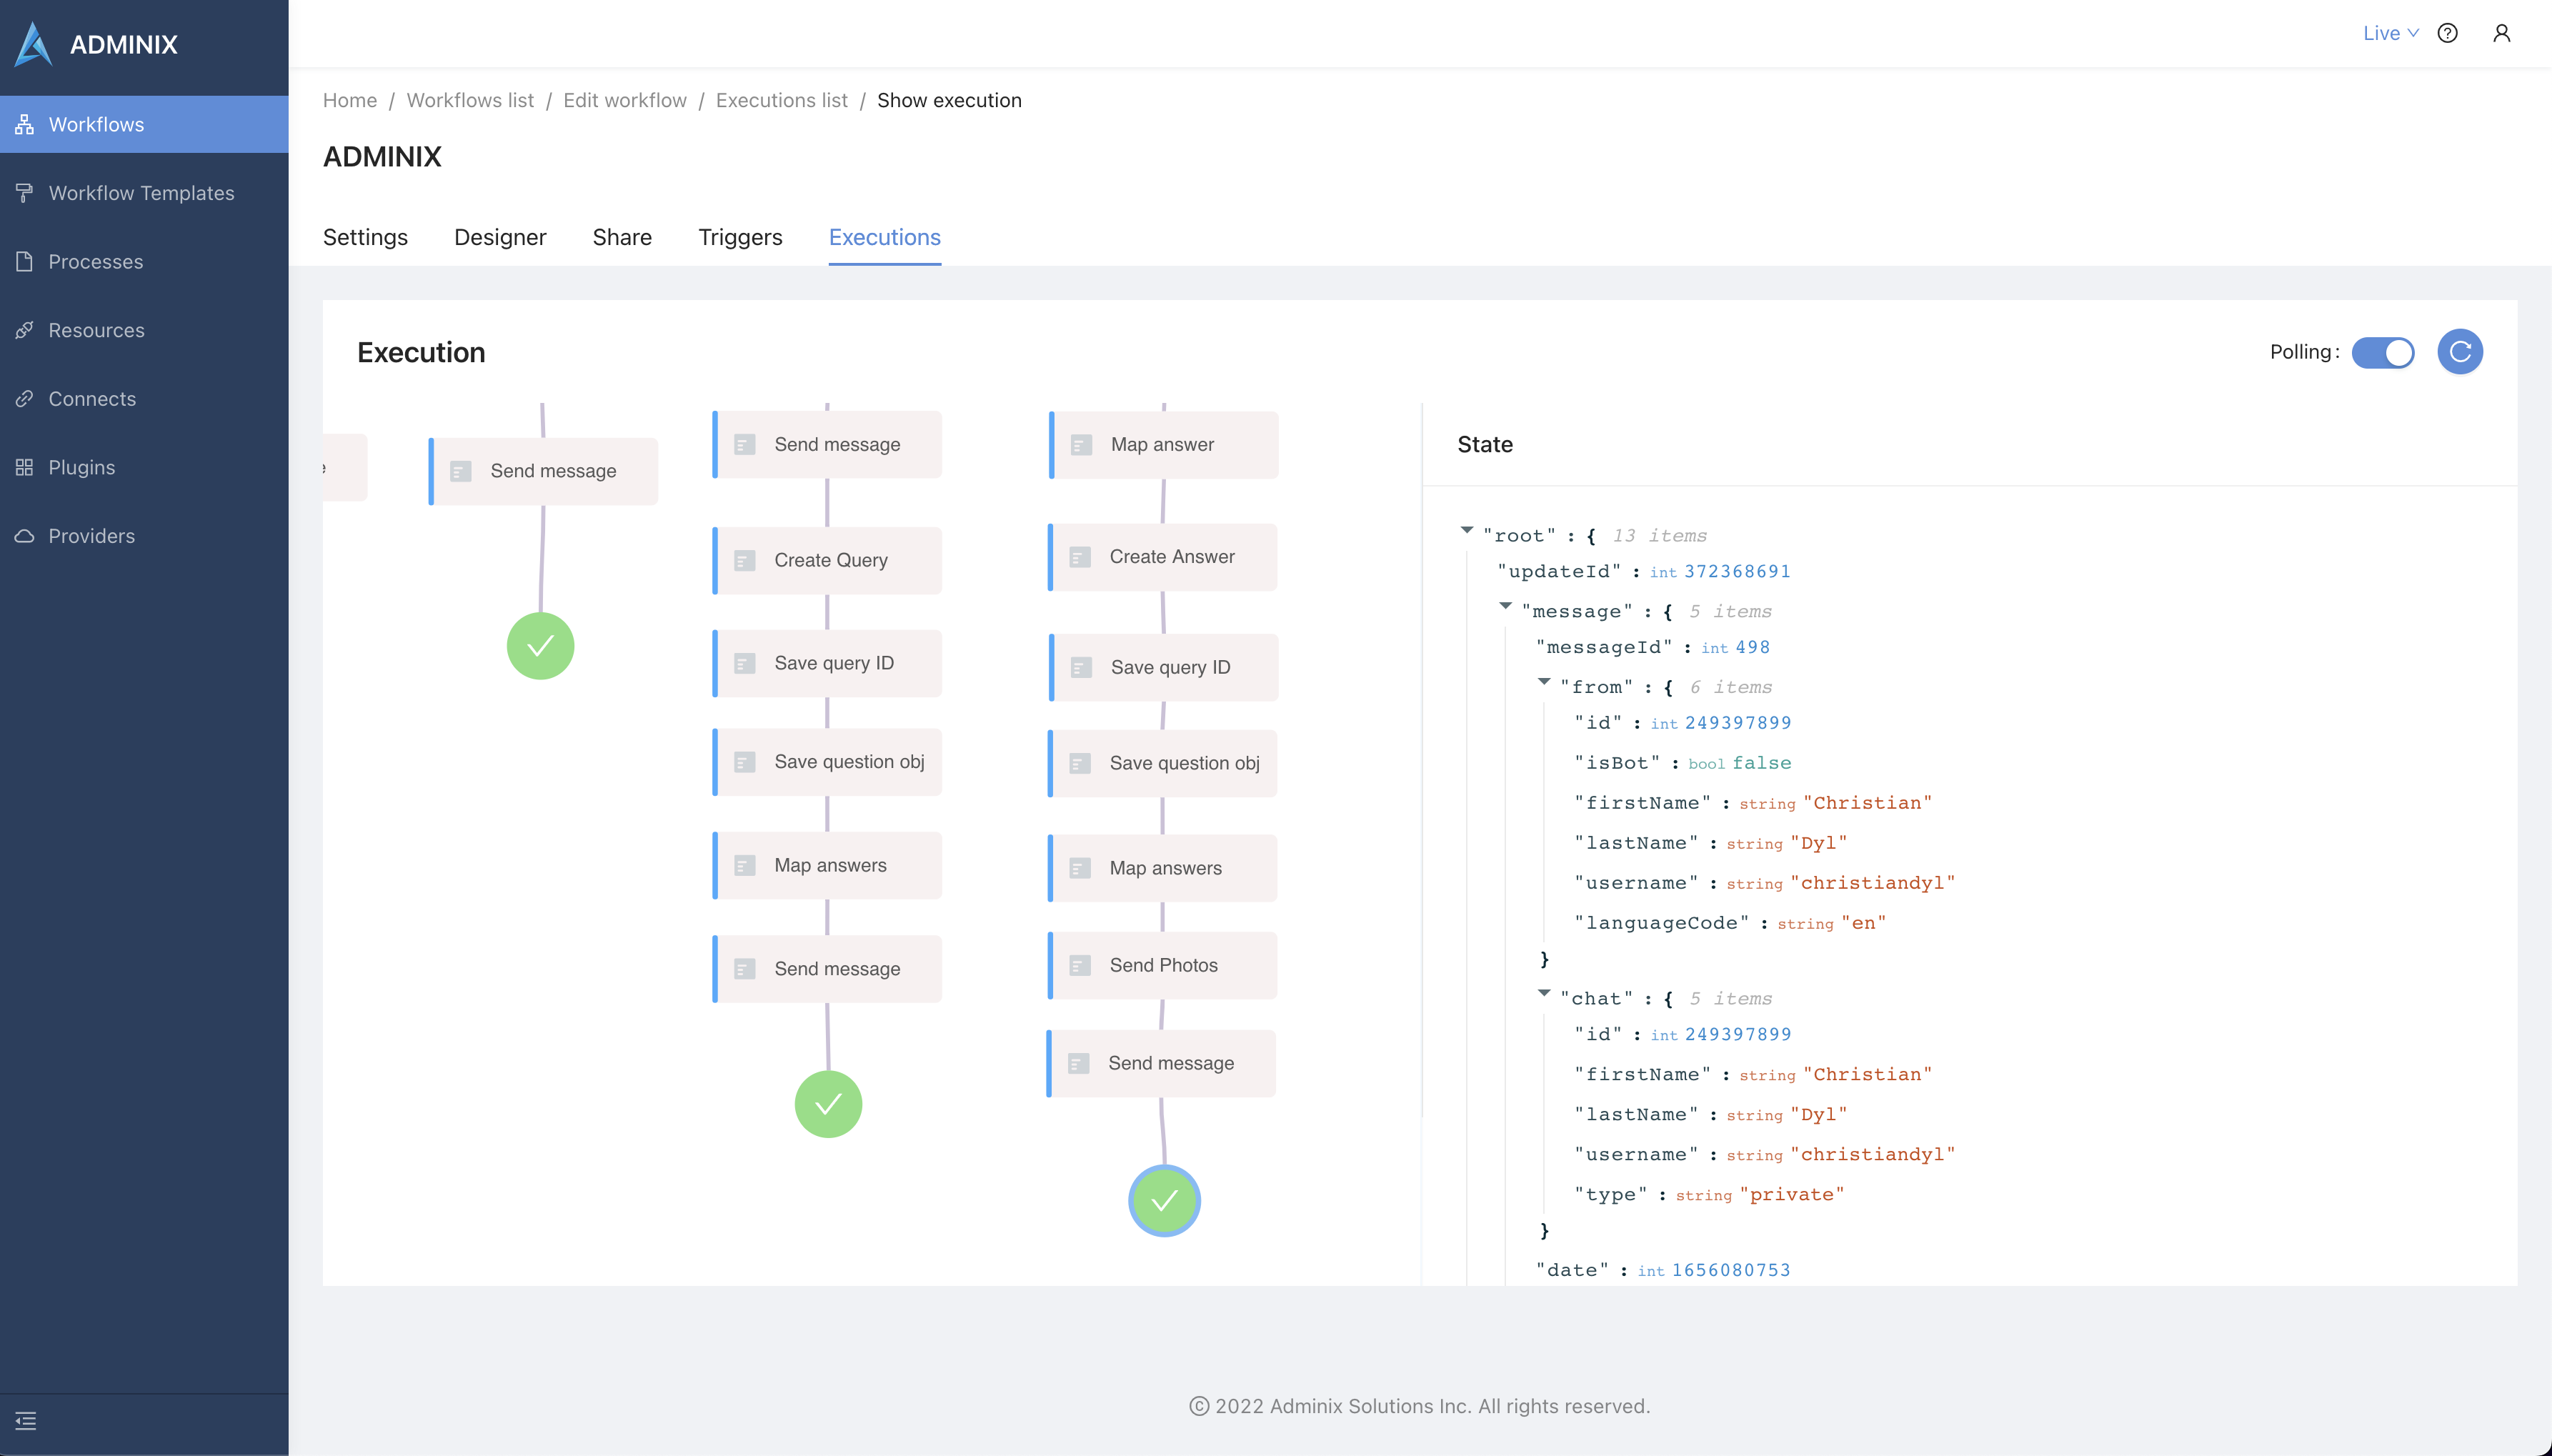 ADMINIX
Live
Workflows
Workflow Templates
Processes
Resources
Connects
Plugins
Providers
Home / Workflows list / Edit workflow / Executions list / Show execution
ADMINIX
Settings Designer Share Triggers Executions
Execution
Polling :
Send message
Send message
Create Query
Save query ID
Save question obj
Map answers
Send message
Map answer
Create Answer
Save query ID
Save question obj
Map answers
Send Photos
Send message
State
"root" : { 13 items
"updateId" : int 372368691
"message" : { 5 items
"messageId" : int 498
"from" : { 6 items
"id" : int 249397899
"isBot" : bool false
"firstName" : string "Christian"
"lastName" : string "Dyl"
"username" : string "christiandyl"
"languageCode" : string "en"
}
"chat" : { 5 items
"id" : int 249397899
"firstName" : string "Christian"
"lastName" : string "Dyl"
"username" : string "christiandyl"
"type" : string "private"
}
"date" : int 1656080753
© 2022 Adminix Solutions Inc. All rights reserved.